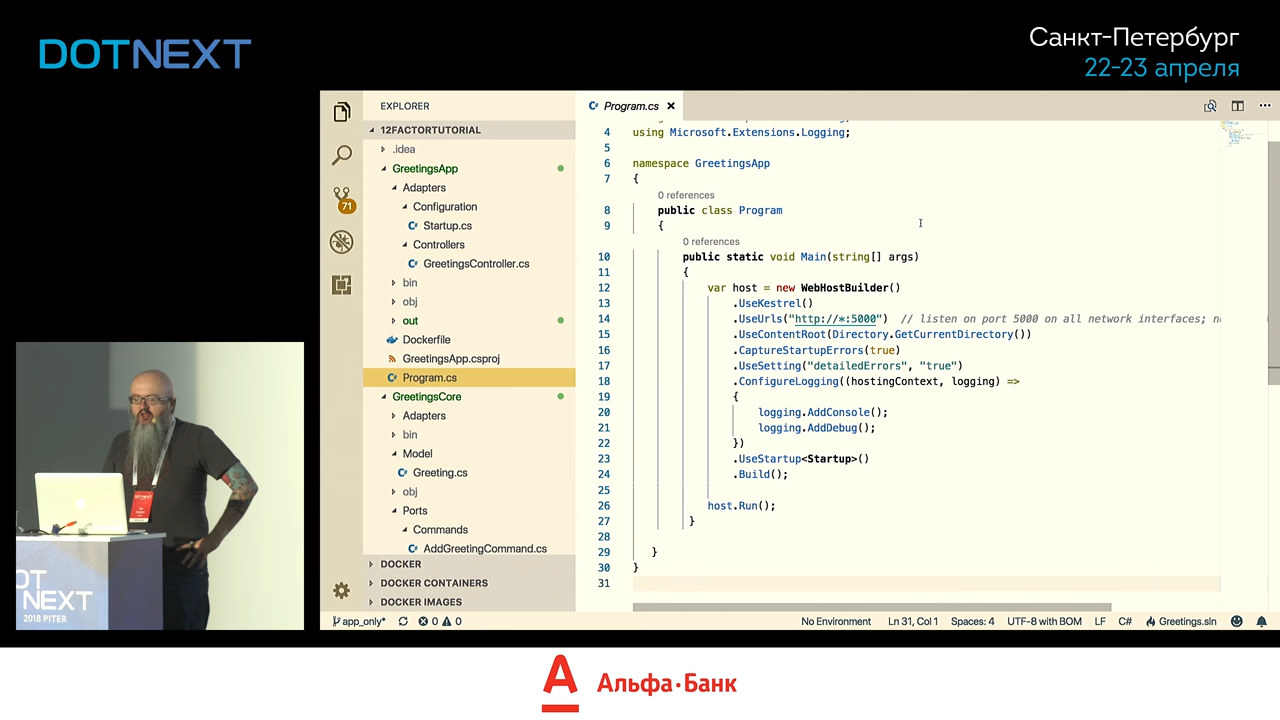 DOTNEXT
Санкт-Петербург
22-23 апреля
EXPLORER
12FACTORTUTORIAL
.idea
GreetingsApp
Adapters
Configuration
Startup.cs
Controllers
GreetingsController.cs
bin
obj
out
Dockerfile
GreetingsApp.csproj
Program.cs
GreetingsCore
Adapters
bin
Model
Greeting.cs
obj
Ports
Commands
AddGreetingCommand.cs
DOCKER
DOCKER CONTAINERS
DOCKER IMAGES
71
Program.cs
4 using Microsoft.Extensions.Logging;
5
6 namespace GreetingsApp
7 {
0 references
8 public class Program
9 {
0 references
10 public static void Main(string[] args)
11 {
12 var host = new WebHostBuilder()
13 .UseKestrel()
14 .UseUrls("http://*:5000") // listen on port 5000 on all network interfaces;
15 .UseContentRoot(Directory.GetCurrentDirectory())
16 .CaptureStartupErrors(true)
17 .UseSetting("detailedErrors", "true")
18 .ConfigureLogging((hostingContext, logging) =>
19 {
20 logging.AddConsole();
21 logging.AddDebug();
22 })
23 .UseStartup<Startup>()
24 .Build();
25
26 host.Run();
27 }
28
29 }
30 }
31
app_only* 0 0 No Environment Ln 31, Col 1 Spaces: 4 UTF-8 with BOM LF C# Greetings.sln
DOTNEXT
OT
NEXT
2018 PITER
Альфа·Банк